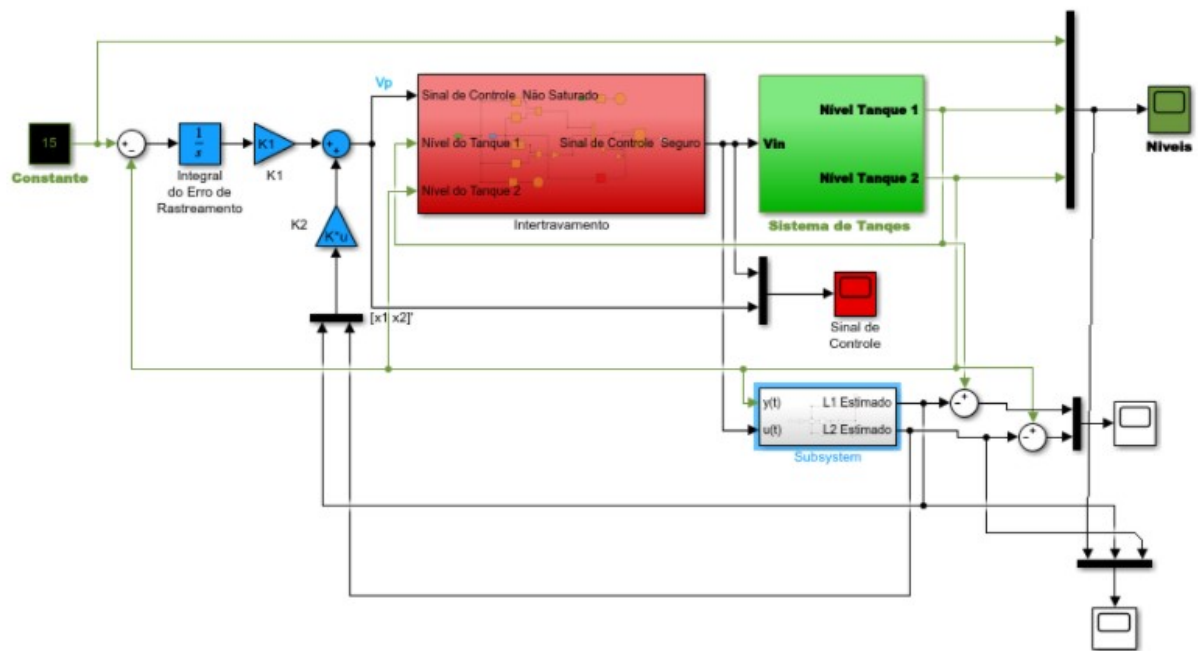 Vp
Sinal de Controle Não Saturado
Nível Tanque 1
15
+
-
1
s
K1
+
+
Nível do Tanque 1
Sinal de Controle Seguro
Vin
Níveis
Constante
Integral
do Erro de
Rastreamento
K1
Nível do Tanque 2
Nível Tanque 2
K2
K*u
Intertravamento
Sistema de Tanqes
[x1 x2]'
Sinal de
Controle
y(t)
L1 Estimado
-
+
u(t)
L2 Estimado
-
+
Subsystem